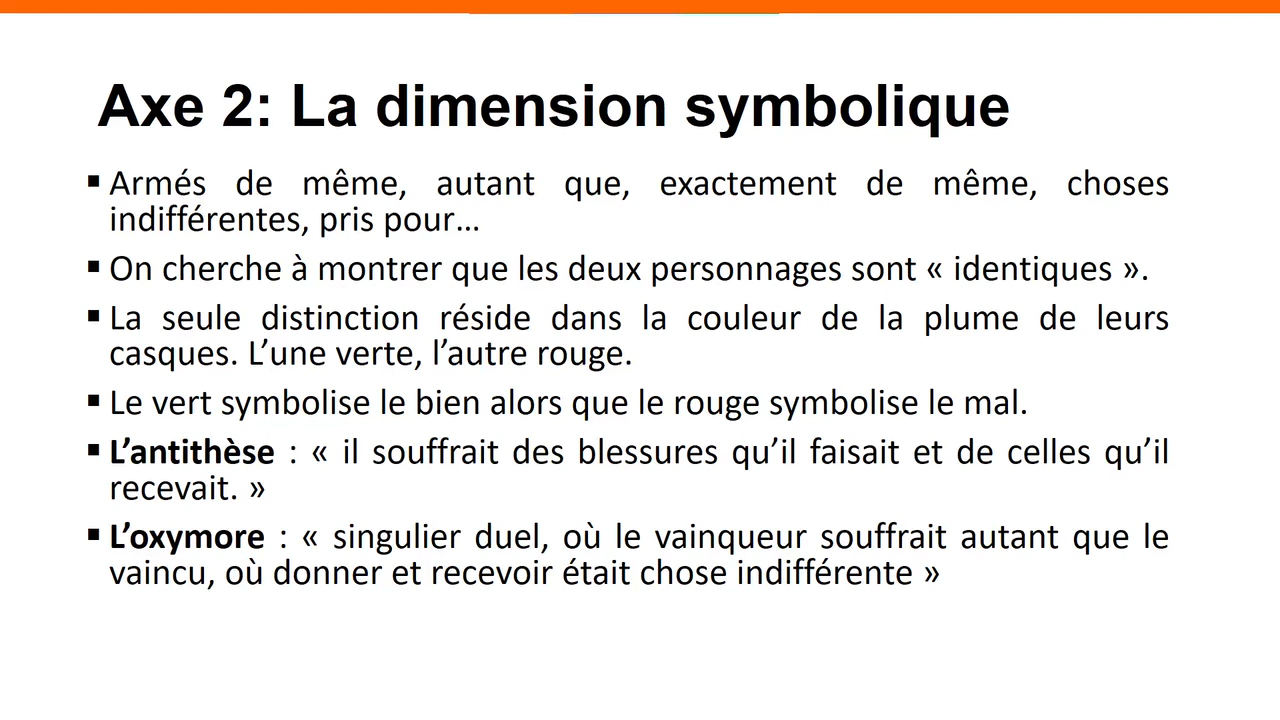 Axe 2: La dimension symbolique
▪ Armés de même, autant que, exactement de même, choses
indifférentes, pris pour…
▪ On cherche à montrer que les deux personnages sont « identiques ».
▪ La seule distinction réside dans la couleur de la plume de leurs
casques. L’une verte, l’autre rouge.
▪ Le vert symbolise le bien alors que le rouge symbolise le mal.
▪ L’antithèse : « il souffrait des blessures qu’il faisait et de celles qu’il
recevait. »
▪ L’oxymore : « singulier duel, où le vainqueur souffrait autant que le
vaincu, où donner et recevoir était chose indifférente »